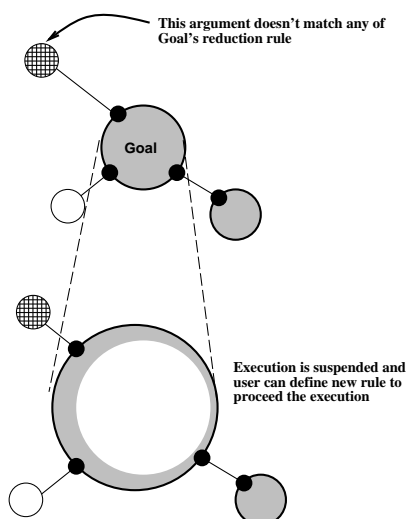 This argument doesn't match any of
Goal's reduction rule
Goal
Execution is suspended and
user can define new rule to
proceed the execution